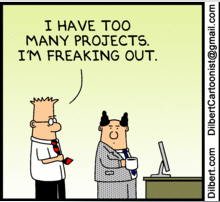 I HAVE TOO
MANY PROJECTS.
I'M FREAKING OUT.
DilbertCartoonist@gmail.com
Dilbert.com